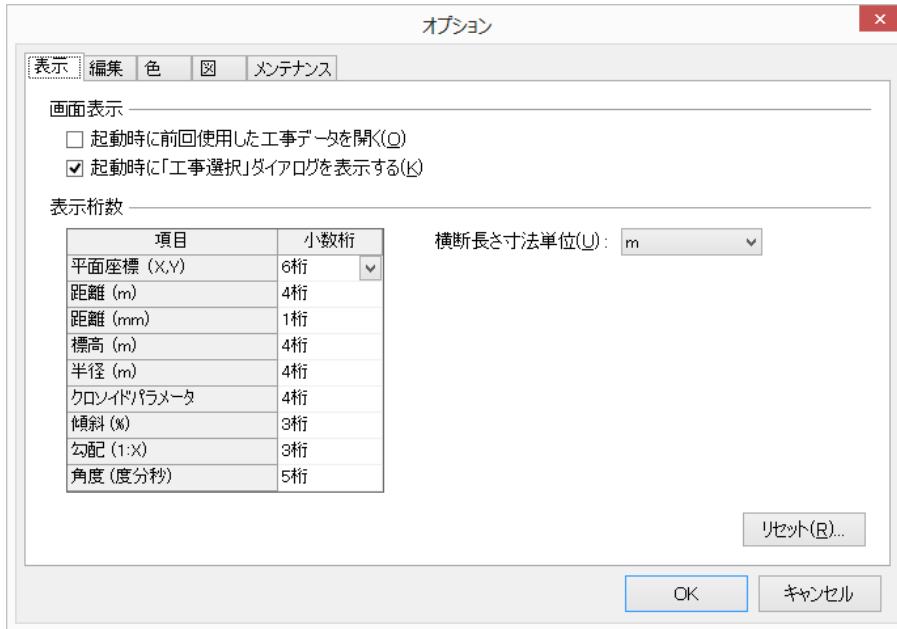 オプション
表示 編集 色 図 メンテナンス
画面表示
起動時に前回使用した工事データを開く(O)
起動時に「工事選択」ダイアログを表示する(K)
表示桁数
項目 小数桁 横断長さ寸法単位(U): m
平面座標 (X,Y) 6桁
距離 (m) 4桁
距離 (mm) 1桁
標高 (m) 4桁
半径 (m) 4桁
クロソイドパラメータ 4桁
傾斜 (%) 3桁
勾配 (1:X) 3桁
角度 (度分秒) 5桁
リセット(R)...
OK キャンセル